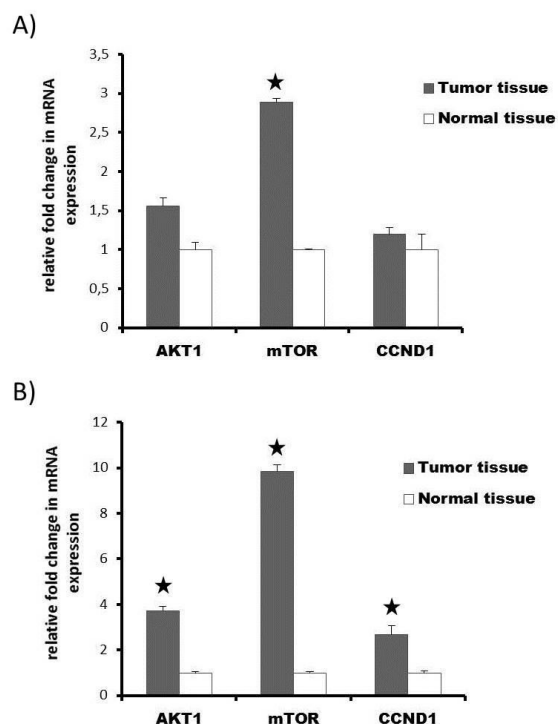 A)
relative fold change in mRNA
expression
3,5
3
2,5
2
1,5
1
0,5
0
AKT1 mTOR CCND1
Tumor tissue
Normal tissue
B)
relative fold change in mRNA
expression
12
10
8
6
4
2
0
AKT1 mTOR CCND1
Tumor tissue
Normal tissue